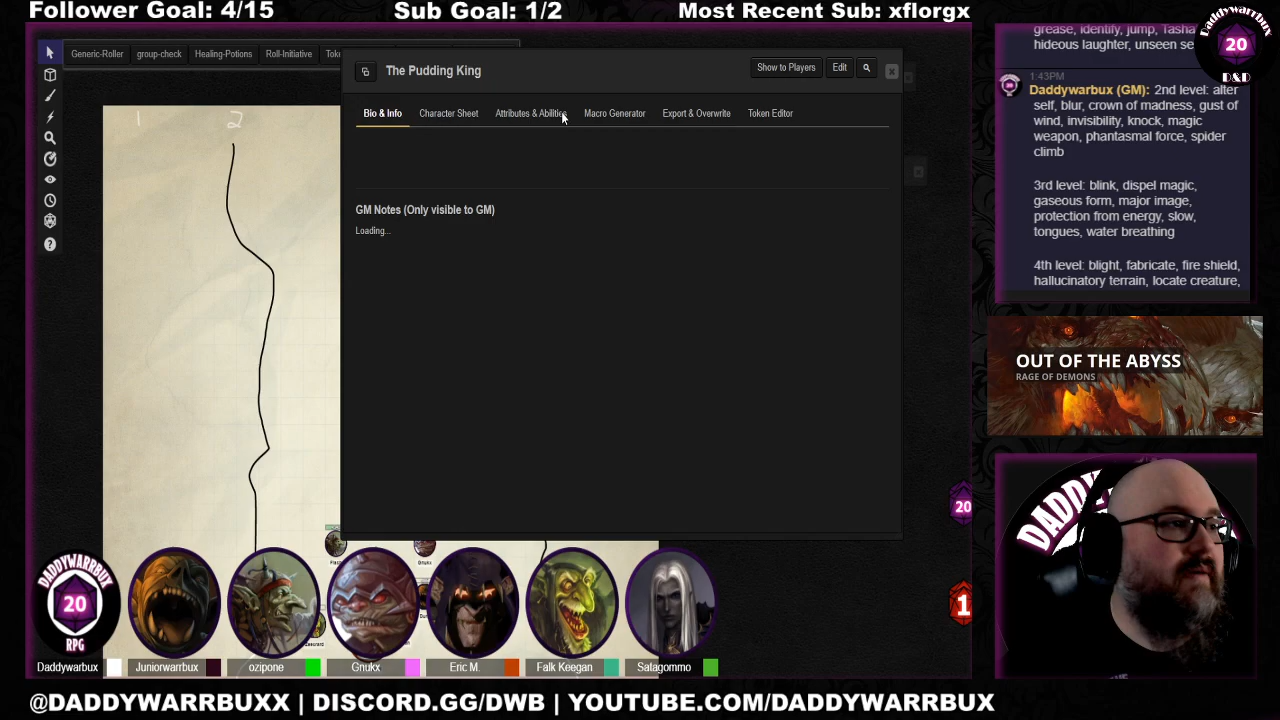 Follower Goal: 4/15
Sub Goal: 1/2
Most Recent Sub: xflorgx
Generic-Roller
group-check
Healing-Potions
Roll-Initiative
The Pudding King
Show to Players
Edit
Bio & Info
Character Sheet
Attributes & Abilities
Macro Generator
Export & Overwrite
Token Editor
GM Notes (Only visible to GM)
Loading...
1
2
grease, identify, jump, Tasha
hideous laughter, unseen se
1:43PM
Daddywarbux (GM): 2nd level: alter
self, blur, crown of madness, gust of
wind, invisibility, knock, magic
weapon, phantasmal force, spider
climb
3rd level: blink, dispel magic,
gaseous form, major image,
protection from energy, slow,
tongues, water breathing
4th level: blight, fabricate, fire shield,
hallucinatory terrain, locate creature,
Daddywarrbux
20
D&D
OUT OF THE ABYSS
RAGE OF DEMONS
20
1
DADDYWARRBUX
20
RPG
Daddywarbux
Juniorwarrbux
ozipone
Gnukx
Eric M.
Falk Keegan
Satagommo
@DADDYWARRBUXX | DISCORD.GG/DWB | YOUTUBE.COM/DADDYWARRBUX